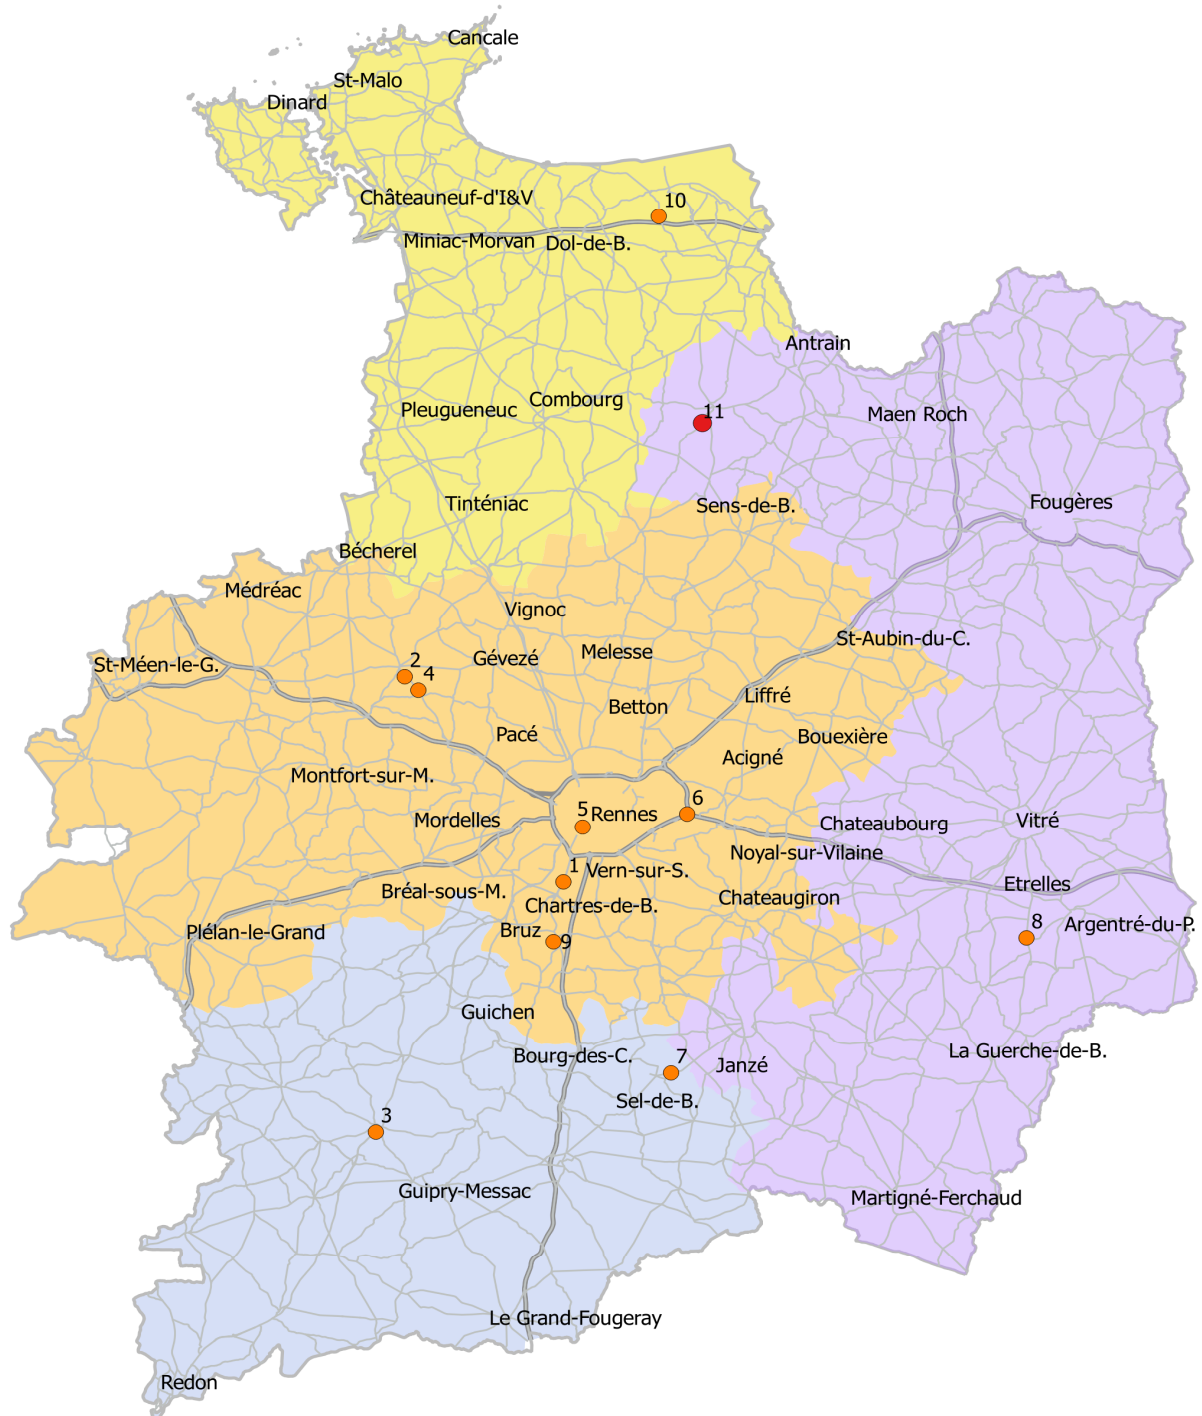 Cancale
St-Malo
Dinard
Châteauneuf-d'I&V
10
Miniac-Morvan
Dol-de-B.
Antrain
Combourg
Pleugueneuc
11
Maen Roch
Tinténiac
Sens-de-B.
Fougères
Bécherel
Médréac
Vignoc
St-Aubin-du-C.
St-Méen-le-G.
2
4
Gévezé
Melesse
Betton
Liffré
Pacé
Bouexière
Acigné
Montfort-sur-M.
Mordelles
5
Rennes
6
Chateaubourg
Vitré
Noyal-sur-Vilaine
1
Vern-sur-S.
Etrelles
Bréal-sous-M.
Chartres-de-B.
Chateaugiron
Plélan-le-Grand
Bruz
9
8
Argentré-du-P.
Guichen
Bourg-des-C.
7
Janzé
La Guerche-de-B.
Sel-de-B.
3
Guipry-Messac
Martigné-Ferchaud
Le Grand-Fougeray
Redon